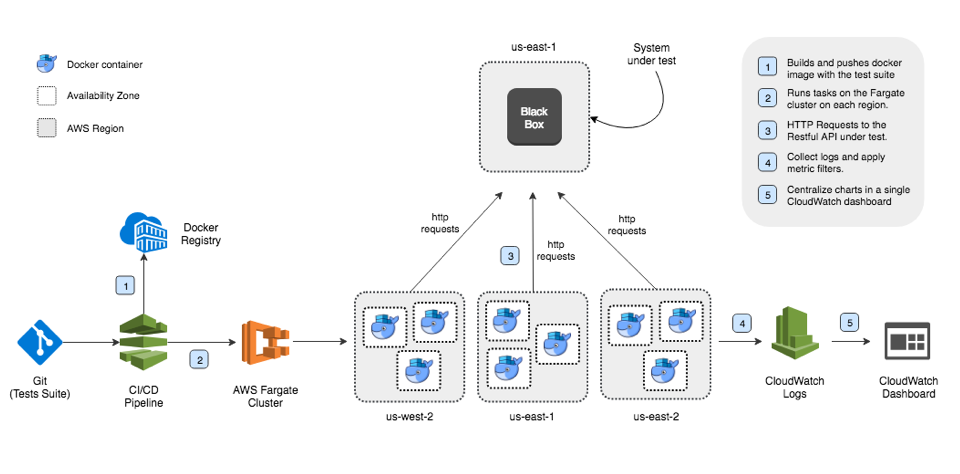 us-east-1
System
under test
Docker container
Availability Zone
AWS Region
Black
Box
1
Builds and pushes docker
image with the test suite
2
Runs tasks on the Fargate
cluster on each region.
3
HTTP Requests to the
Restful API under test.
4
Collect logs and apply
metric filters.
5
Centralize charts in a single
CloudWatch dashboard
Docker
Registry
http
requests
3
http
requests
http
requests
1
2
4
5
Git
(Tests Suite)
CI/CD
Pipeline
AWS Fargate
Cluster
us-west-2
us-east-1
us-east-2
CloudWatch
Logs
CloudWatch
Dashboard